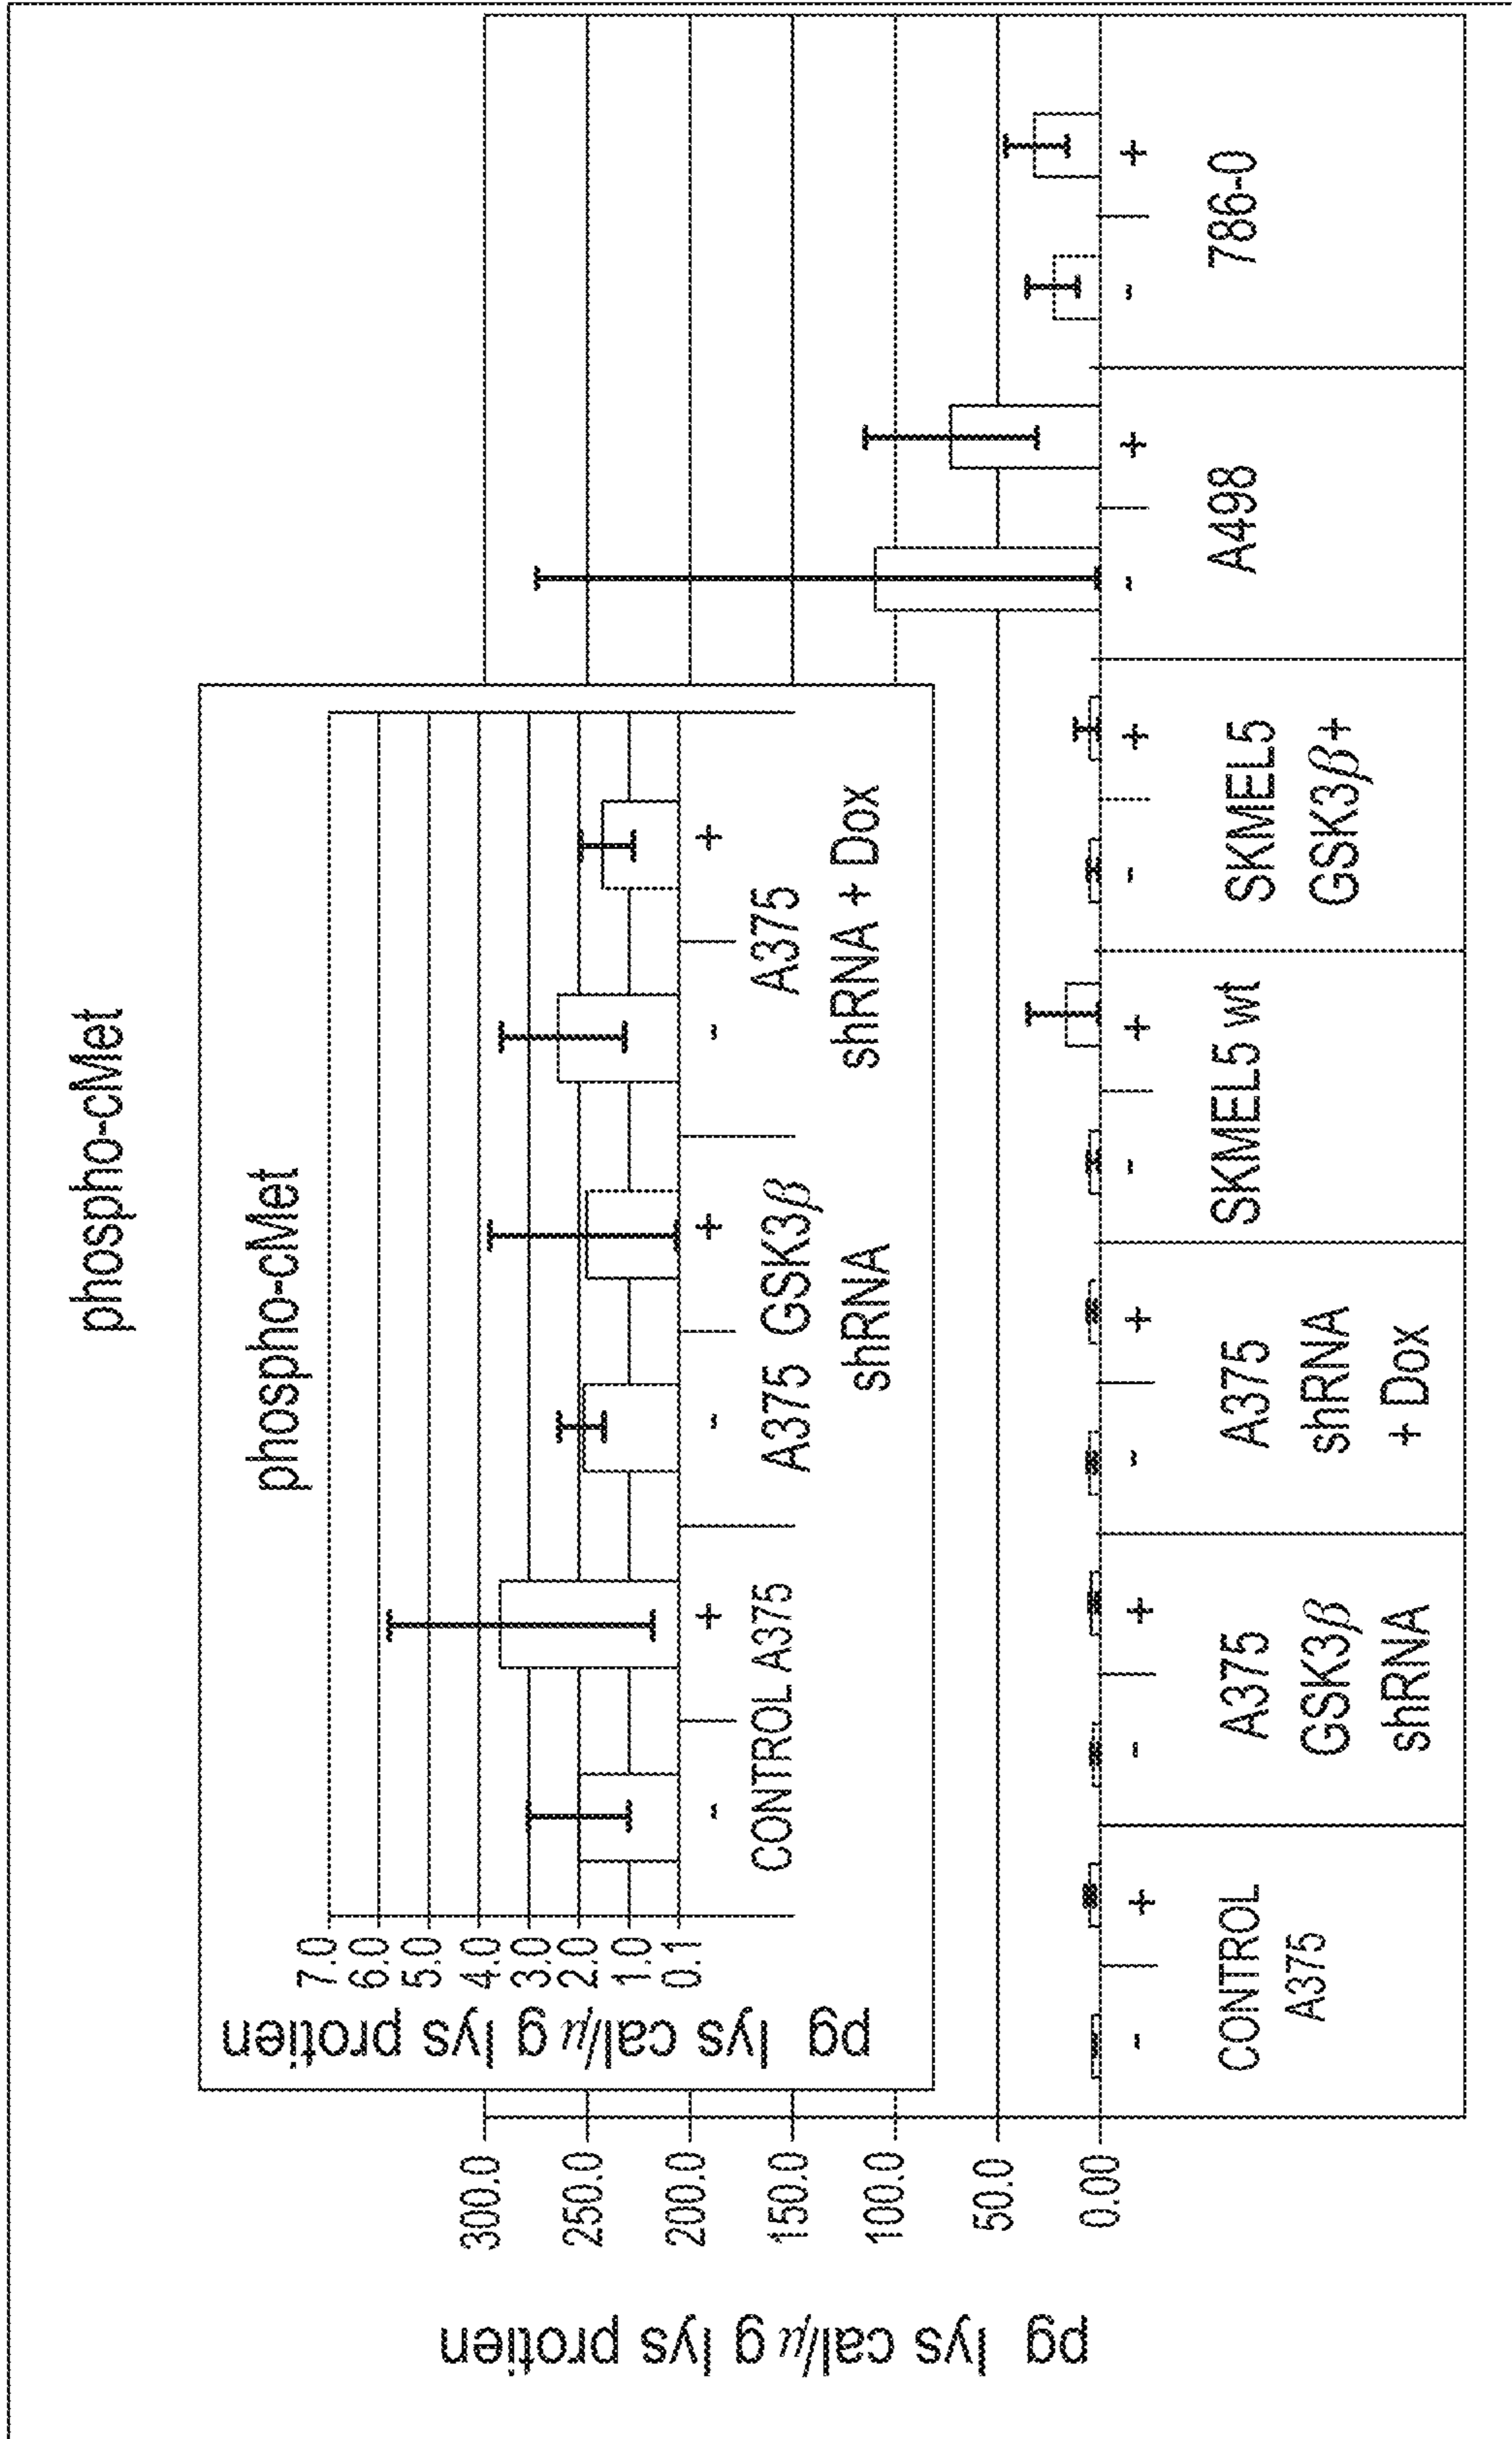 phospho-cMet
phospho-cMet
pg lys cal/μ g lys protien
7.0
6.0
5.0
4.0
3.0
2.0
1.0
0.1
- + - + - +
CONTROL A375
A375 GSK3β
shRNA
A375
shRNA + Dox
pg lys cal/μ g lys protien
300.0
250.0
200.0
150.0
100.0
50.0
0.00
- + - + - + - + - + - + - +
CONTROL
A375
A375
GSK3β
shRNA
A375
shRNA
+ Dox
SKMEL5 wt
SKMEL5
GSK3β+
A498
786-0